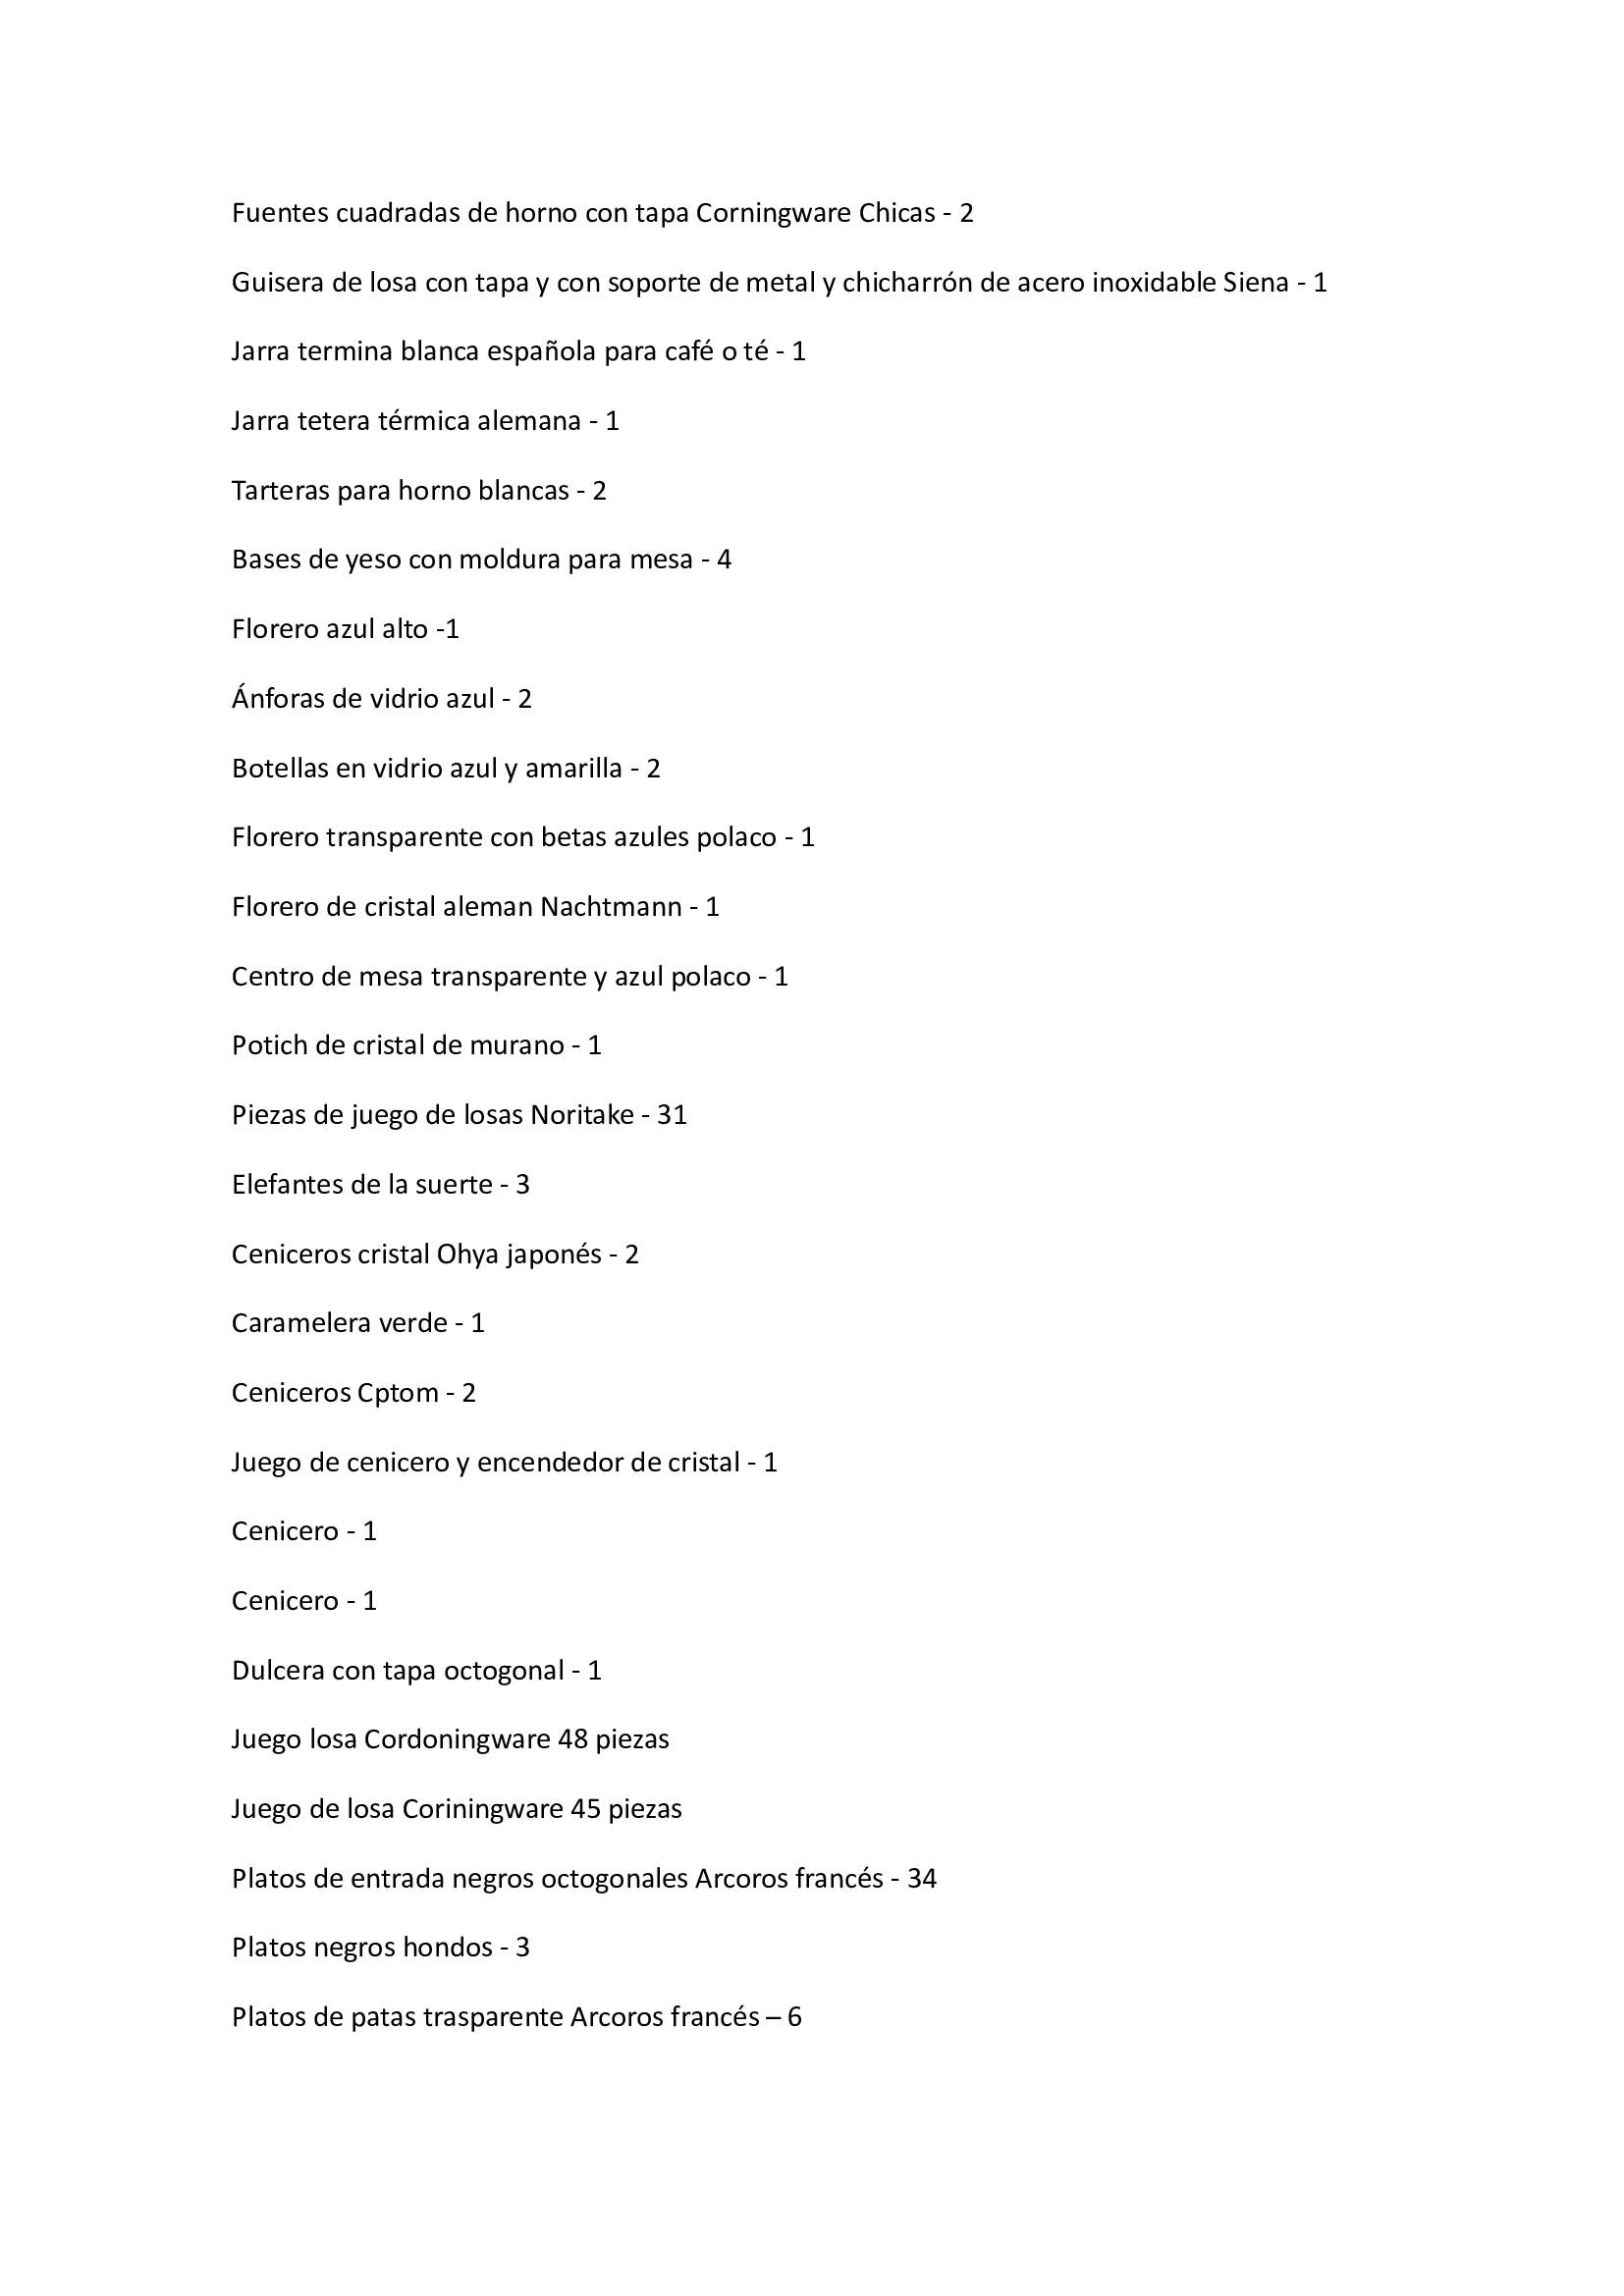 Fuentes cuadradas de horno con tapa Corningware Chicas - 2
Guisera de losa con tapa y con soporte de metal y chicharrón de acero inoxidable Siena - 1
Jarra termina blanca española para café o té - 1
Jarra tetera térmica alemana - 1
Tarteras para horno blancas - 2
Bases de yeso con moldura para mesa - 4
Florero azul alto -1
Ánforas de vidrio azul - 2
Botellas en vidrio azul y amarilla - 2
Florero transparente con betas azules polaco - 1
Florero de cristal aleman Nachtmann - 1
Centro de mesa transparente y azul polaco - 1
Potich de cristal de murano - 1
Piezas de juego de losas Noritake - 31
Elefantes de la suerte - 3
Ceniceros cristal Ohya japonés - 2
Caramelera verde - 1
Ceniceros Cptom - 2
Juego de cenicero y encendedor de cristal - 1
Cenicero - 1
Cenicero - 1
Dulcera con tapa octogonal - 1
Juego losa Cordoningware 48 piezas
Juego de losa Coriningware 45 piezas
Platos de entrada negros octogonales Arcoros francés - 34
Platos negros hondos - 3
Platos de patas trasparente Arcoros francés – 6